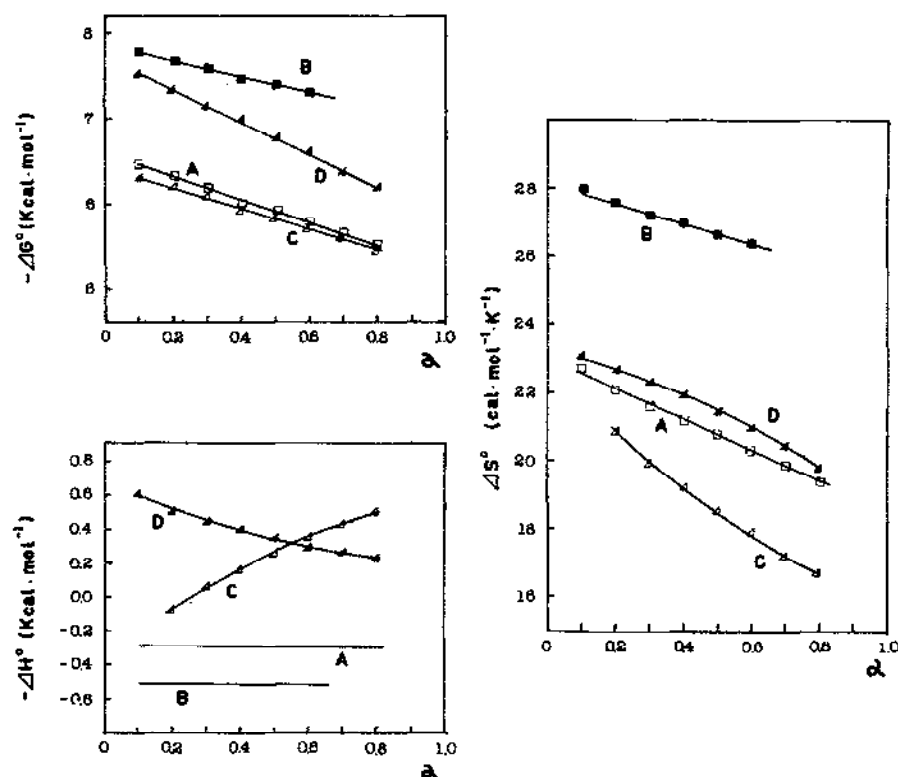 -ΔG° (Kcal·mol⁻¹)
8
7
6
6
B
D
A
C
0 0.2 0.4 0.6 0.8 1.0
α
-ΔH° (Kcal·mol⁻¹)
0.8
0.6
0.4
0.2
0.0
-0.2
-0.4
-0.6
D
C
A
B
0 0.2 0.4 0.6 0.8 1.0
α
ΔS° (cal·mol⁻¹·K⁻¹)
28
26
24
22
20
18
16
B
D
A
C
0 0.2 0.4 0.6 0.8 1.0
α